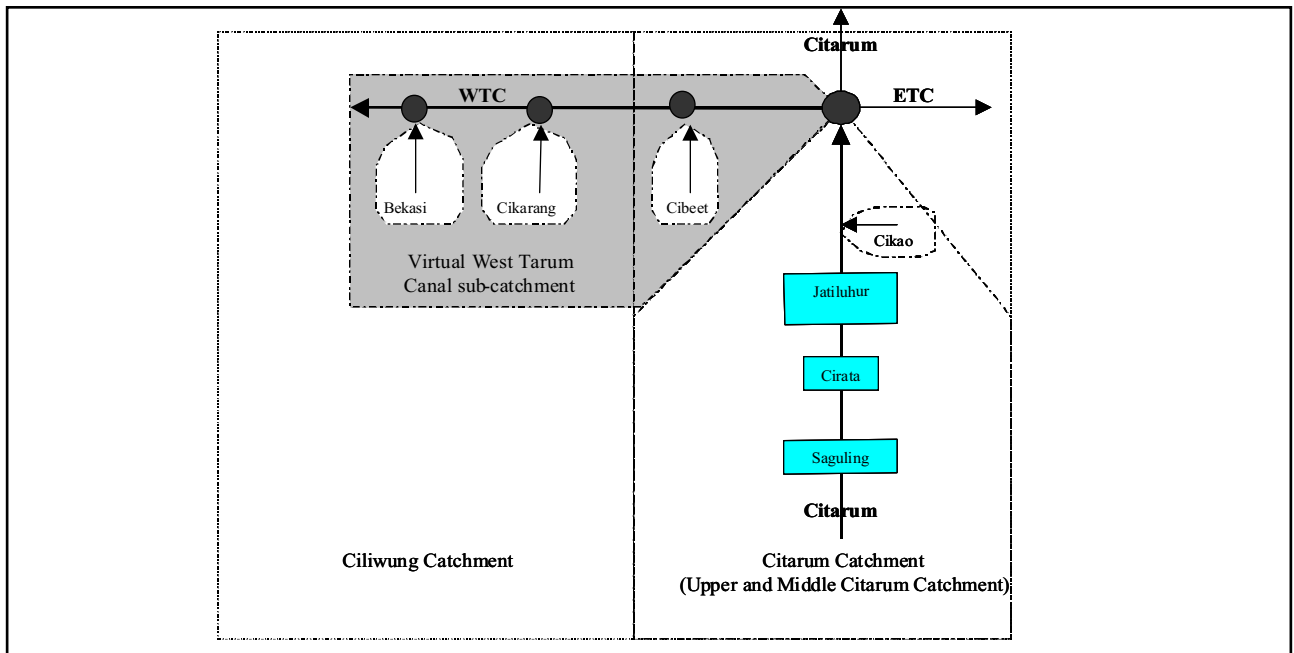 Citarum
WTC
ETC
Bekasi
Cikarang
Cibeet
Cikao
Virtual West Tarum
Canal sub-catchment
Jatiluhur
Cirata
Saguling
Citarum
Ciliwung Catchment
Citarum Catchment
(Upper and Middle Citarum Catchment)